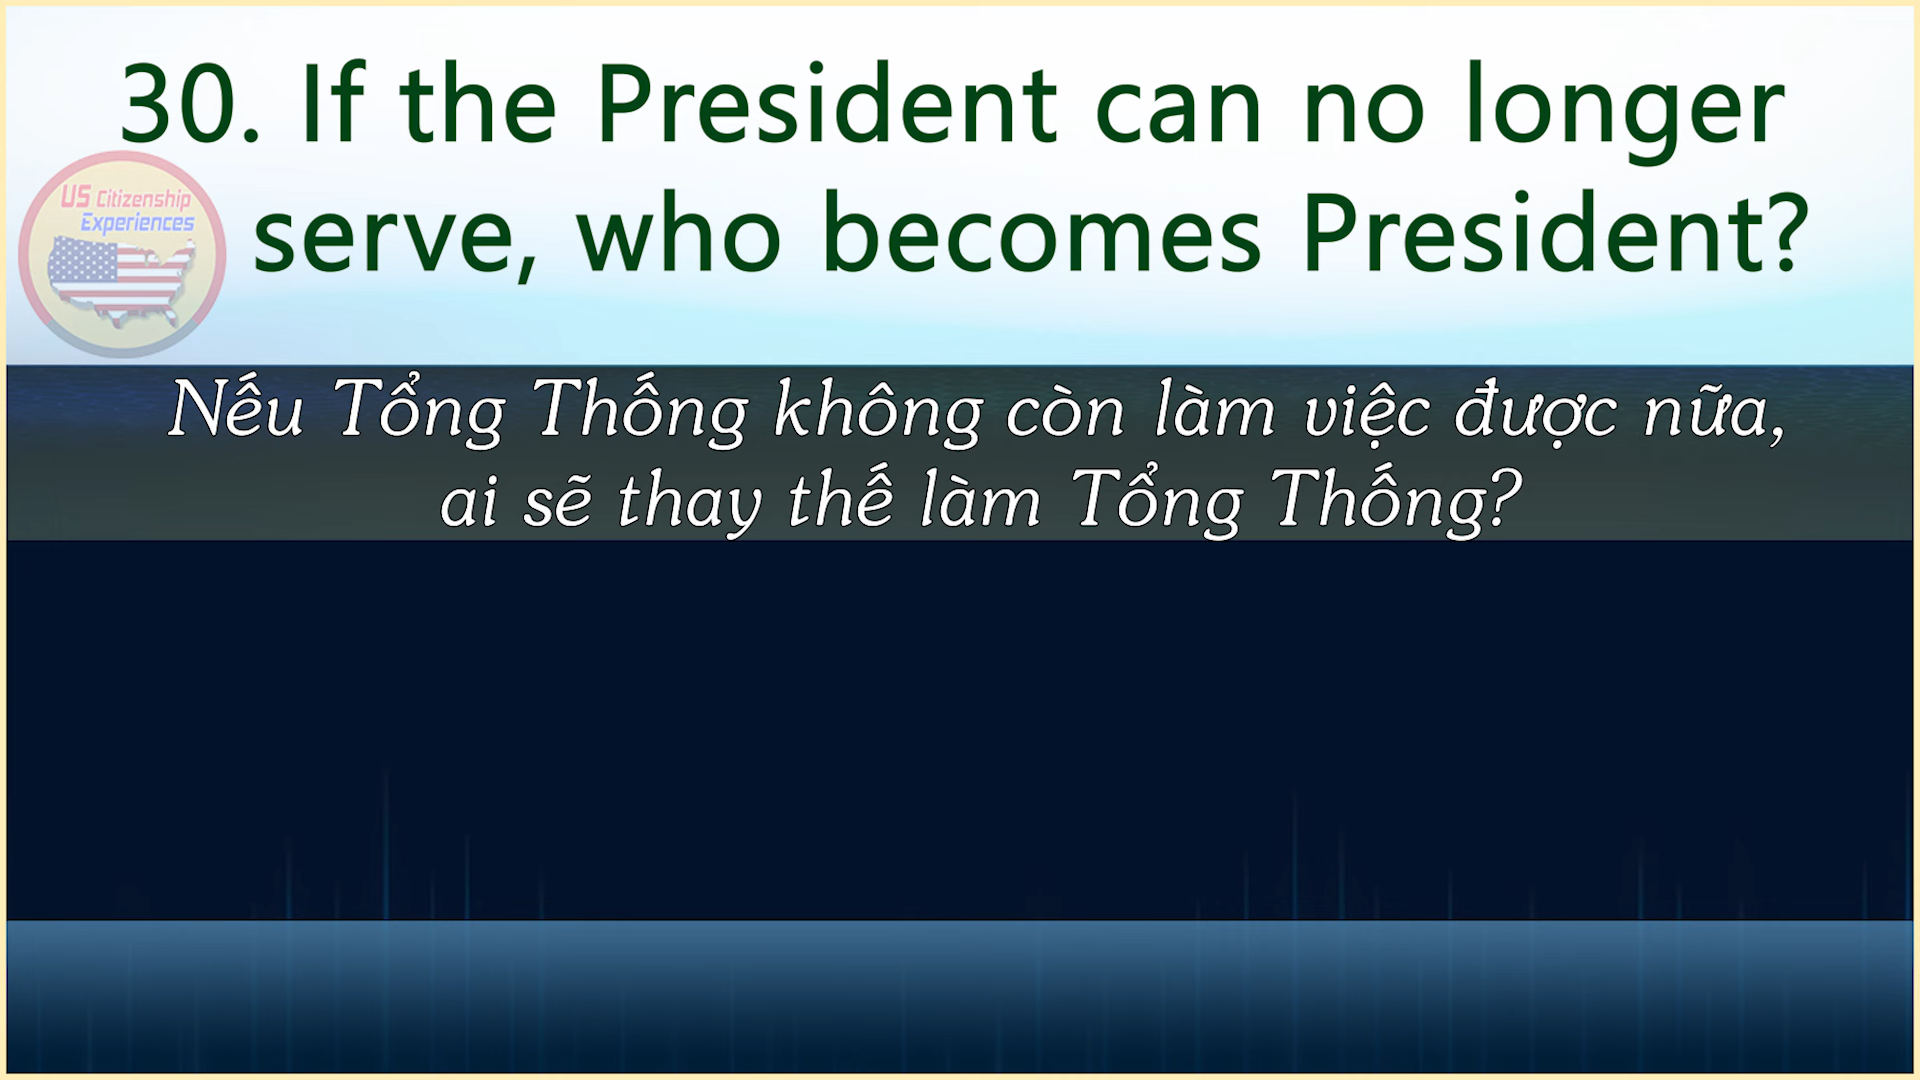 30. If the President can no longer
serve, who becomes President?
US Citizenship
Experiences
Nếu Tổng Thống không còn làm việc được nữa,
ai sẽ thay thế làm Tổng Thống?